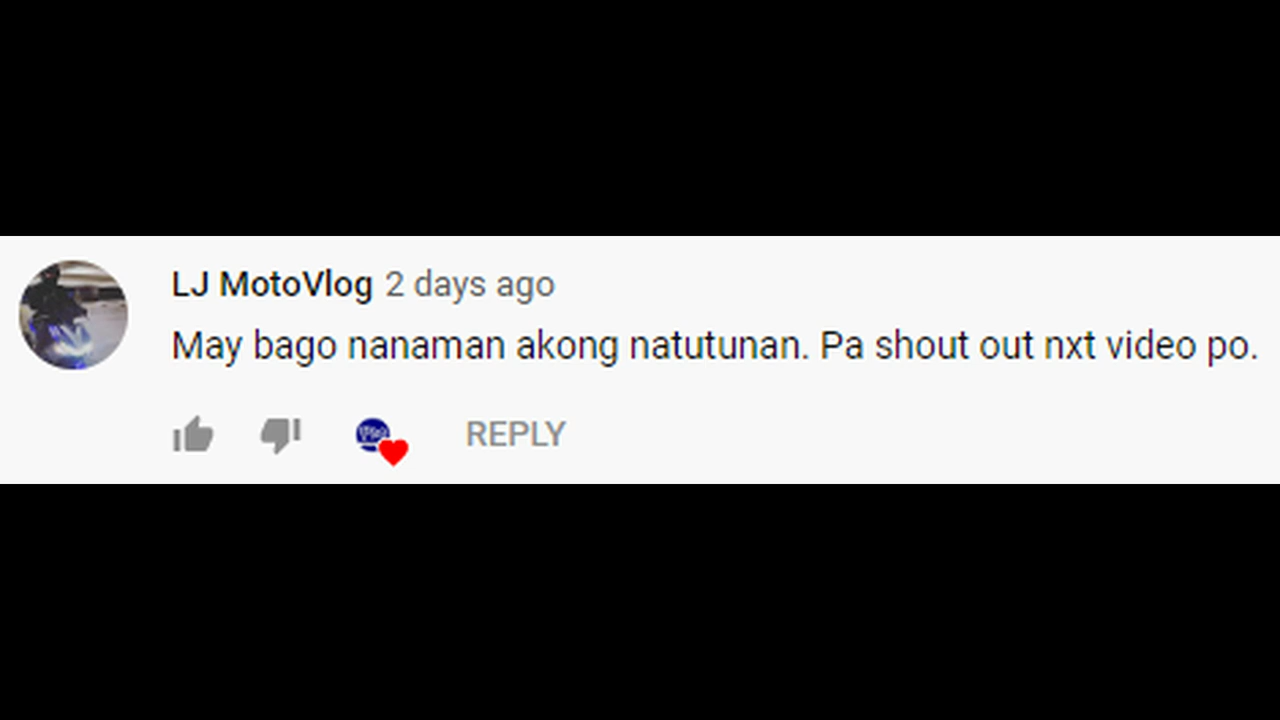 LJ MotoVlog 2 days ago
May bago nanaman akong natutunan. Pa shout out nxt video po.
REPLY